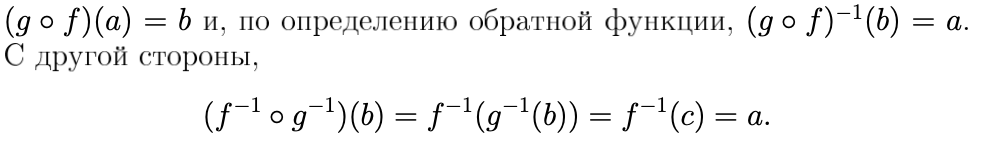 (g ∘ f)(a) = b и, по определению обратной функции, (g ∘ f)⁻¹(b) = a.
С другой стороны,
(f⁻¹ ∘ g⁻¹)(b) = f⁻¹(g⁻¹(b)) = f⁻¹(c) = a.